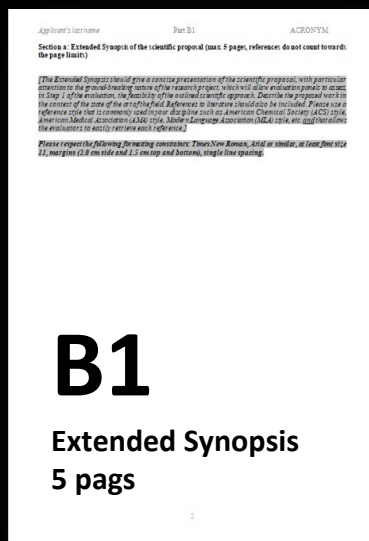 Applicant's last name Part B1 ACRONYM
Section a: Extended Synopsis of the scientific proposal (max. 5 pages, references do not count towards
the page limits)
[The Extended Synopsis should give a concise presentation of the scientific proposal, with particular
attention to the ground-breaking nature of the research project, which will allow evaluation panels to assess,
in Step 1 of the evaluation, the feasibility of the outlined scientific approach. Describe the proposed work in
the context of the state of the art of the field. References to literature should also be included. Please use a
reference style that is commonly used in your discipline such as American Chemical Society (ACS) style,
American Medical Association (AMA) style, Modern Language Association (MLA) style, etc. and that allows
the evaluators to easily retrieve each reference.]
Please respect the following formatting constraints: Times New Roman, Arial or similar, at least font size
11, margins (2.0 cm side and 1.5 cm top and bottom), single line spacing.
B1
Extended Synopsis
5 pags
2